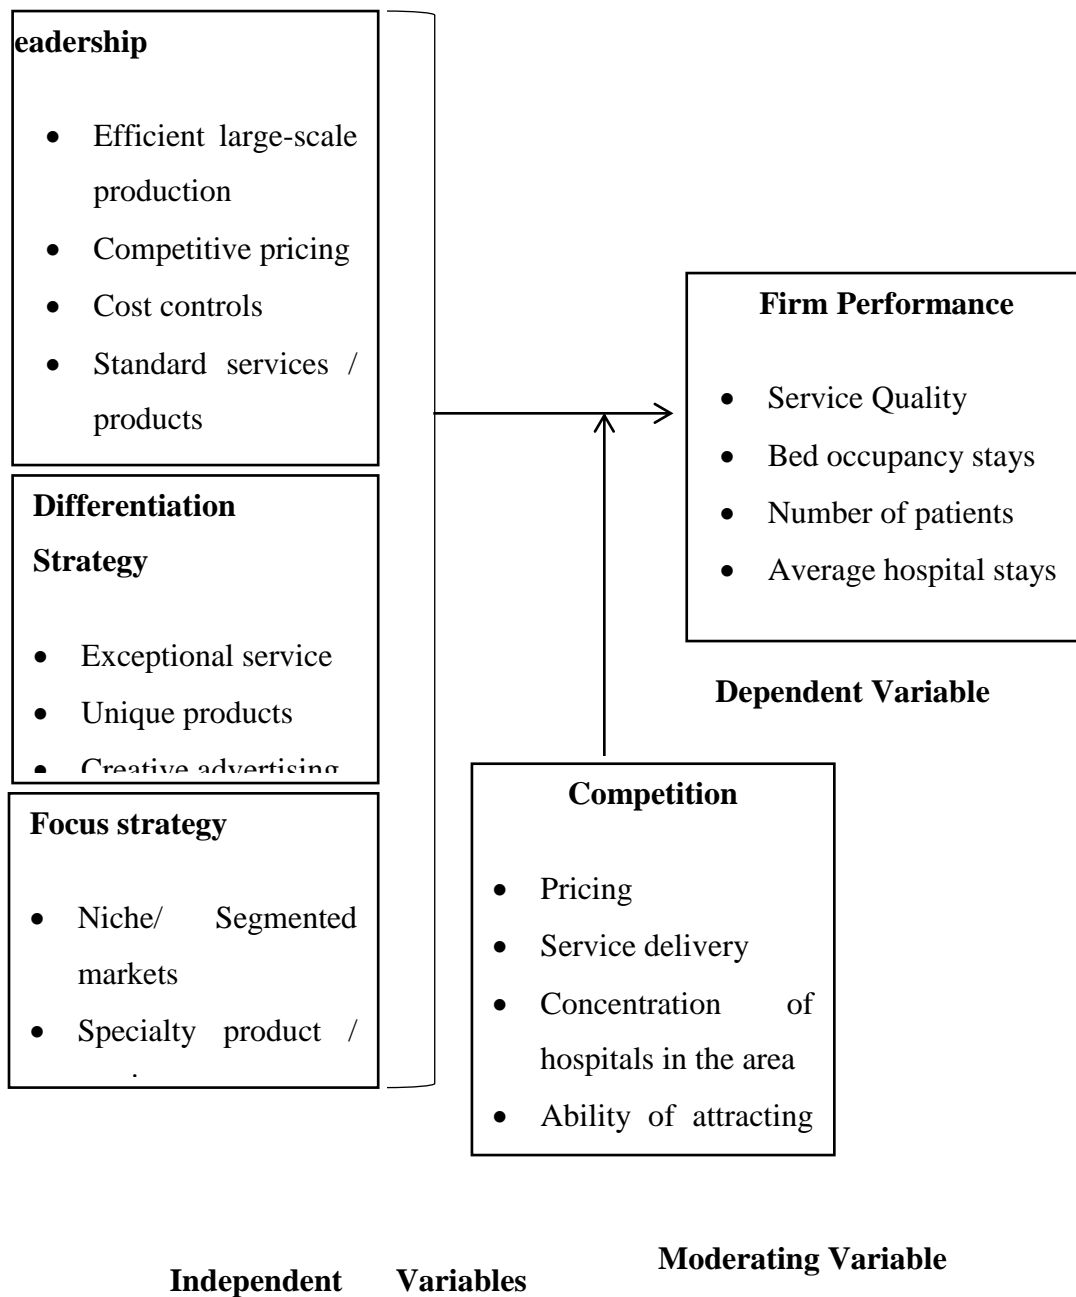 eadership
• Efficient large-scale
production
• Competitive pricing
• Cost controls
• Standard services /
products
Differentiation
Strategy
• Exceptional service
• Unique products
• Creative advertising
Focus strategy
• Niche/ Segmented
markets
• Specialty product /
Independent Variables
Firm Performance
• Service Quality
• Bed occupancy stays
• Number of patients
• Average hospital stays
Dependent Variable
Competition
• Pricing
• Service delivery
• Concentration of
hospitals in the area
• Ability of attracting
Moderating Variable